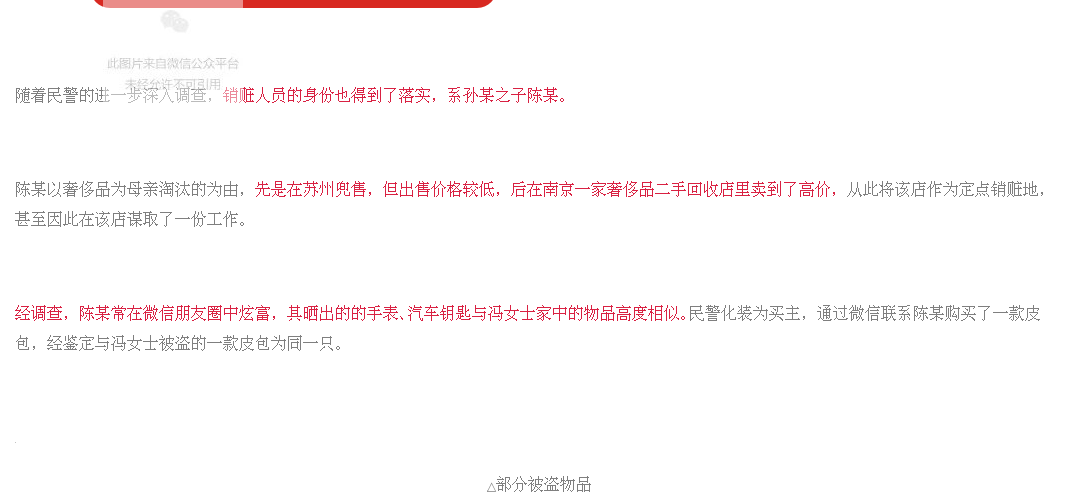 此图片来自微信公众平台
未经允许不可引用
随着民警的进一步深入调查，销赃人员的身份也得到了落实，系孙某之子陈某。
陈某以奢侈品为母亲淘汰的为由，先是在苏州兜售，但出售价格较低，后在南京一家奢侈品二手回收店里卖到了高价，从此将该店作为定点销赃地，
甚至因此在该店谋取了一份工作。
经调查，陈某常在微信朋友圈中炫富，其晒出的的手表、汽车钥匙与冯女士家中的物品高度相似。民警化装为买主，通过微信联系陈某购买了一款皮
包，经鉴定与冯女士被盗的一款皮包为同一只。
△部分被盗物品